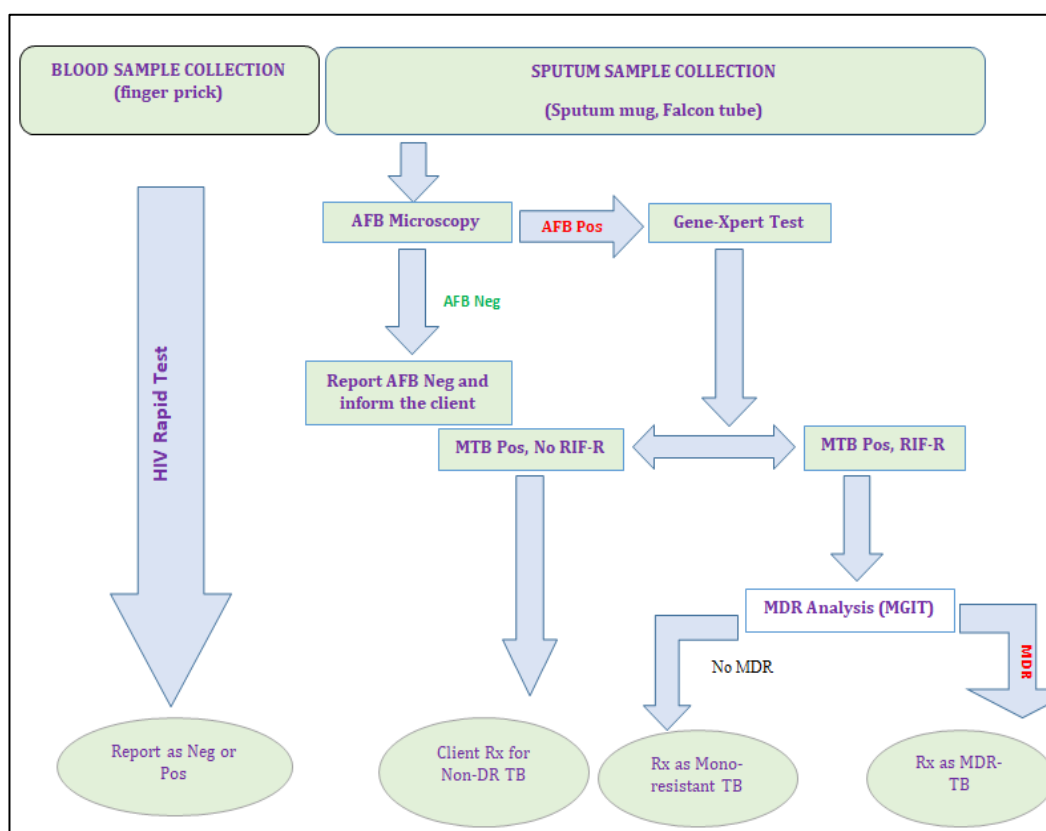 BLOOD SAMPLE COLLECTION
(finger prick)
SPUTUM SAMPLE COLLECTION
(Sputum mug, Falcon tube)
AFB Microscopy
AFB Pos
Gene-Xpert Test
AFB Neg
HIV Rapid Test
Report AFB Neg and
inform the client
MTB Pos, No RIF-R
MTB Pos, RIF-R
MDR Analysis (MGIT)
No MDR
MDR
Report as Neg or
Pos
Client Rx for
Non-DR TB
Rx as Mono-
resistant TB
Rx as MDR-
TB